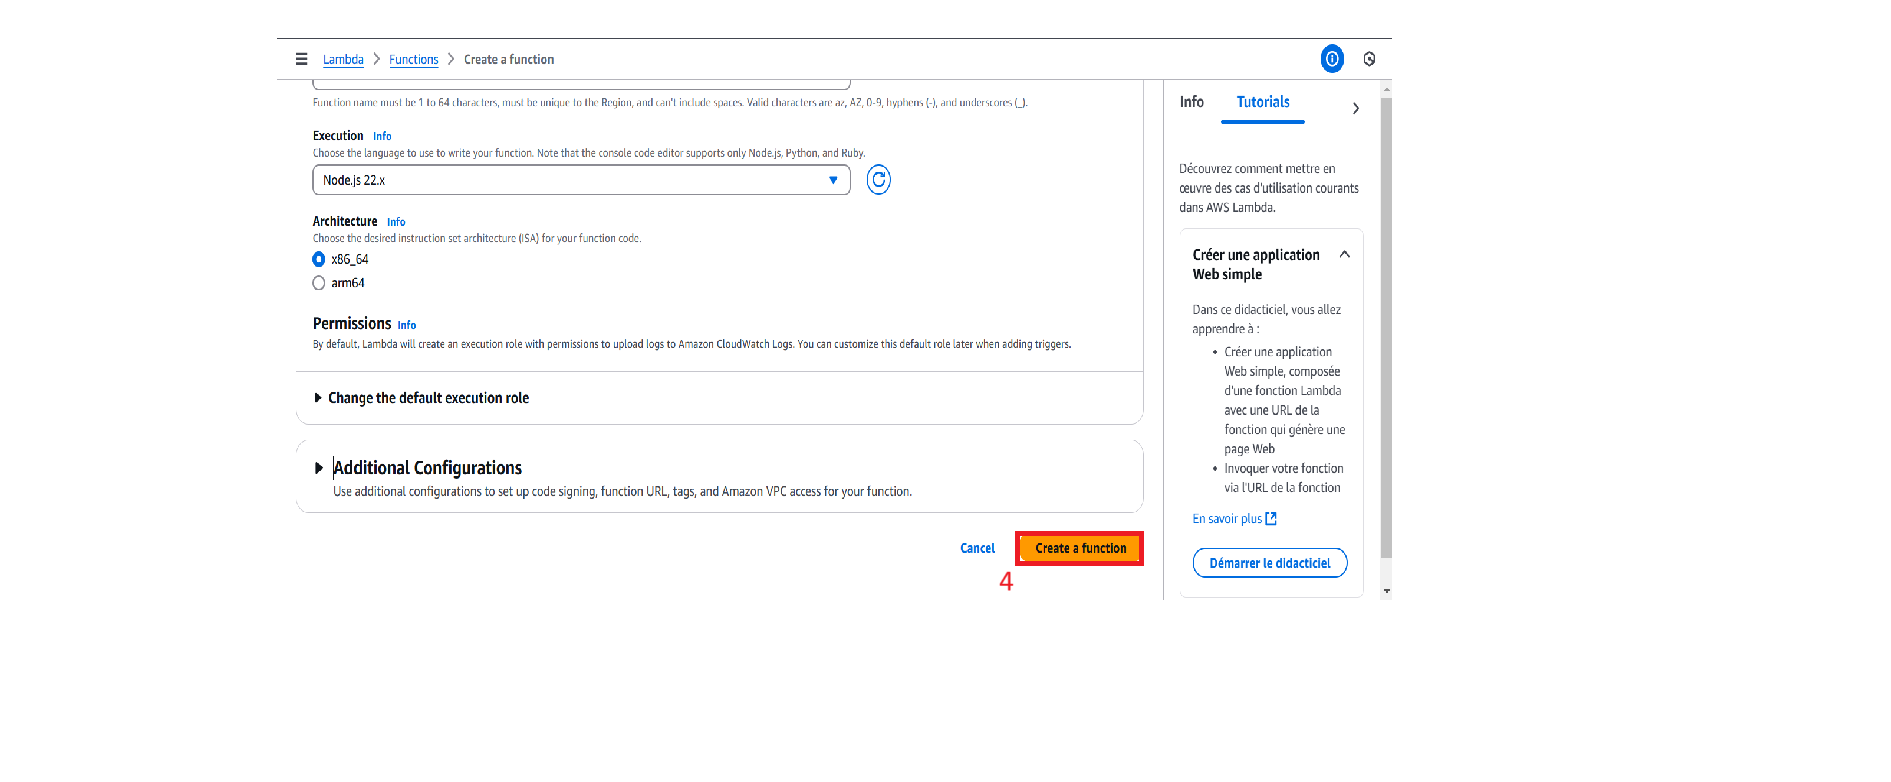 Lambda > Functions > Create a function
Function name must be 1 to 64 characters, must be unique to the Region, and can't include spaces. Valid characters are az, AZ, 0-9, hyphens (-), and underscores (_).
Execution Info
Choose the language to use to write your function. Note that the console code editor supports only Node.js, Python, and Ruby.
Node.js 22.x
Architecture Info
Choose the desired instruction set architecture (ISA) for your function code.
x86_64
arm64
Permissions Info
By default, Lambda will create an execution role with permissions to upload logs to Amazon CloudWatch Logs. You can customize this default role later when adding triggers.
Change the default execution role
Additional Configurations
Use additional configurations to set up code signing, function URL, tags, and Amazon VPC access for your function.
Cancel
Create a function
4
Info
Tutorials
Découvrez comment mettre en
œuvre des cas d'utilisation courants
dans AWS Lambda.
Créer une application
Web simple
Dans ce didacticiel, vous allez
apprendre à :
• Créer une application
Web simple, composée
d'une fonction Lambda
avec une URL de la
fonction qui génère une
page Web
• Invoquer votre fonction
via l'URL de la fonction
En savoir plus
Démarrer le didacticiel